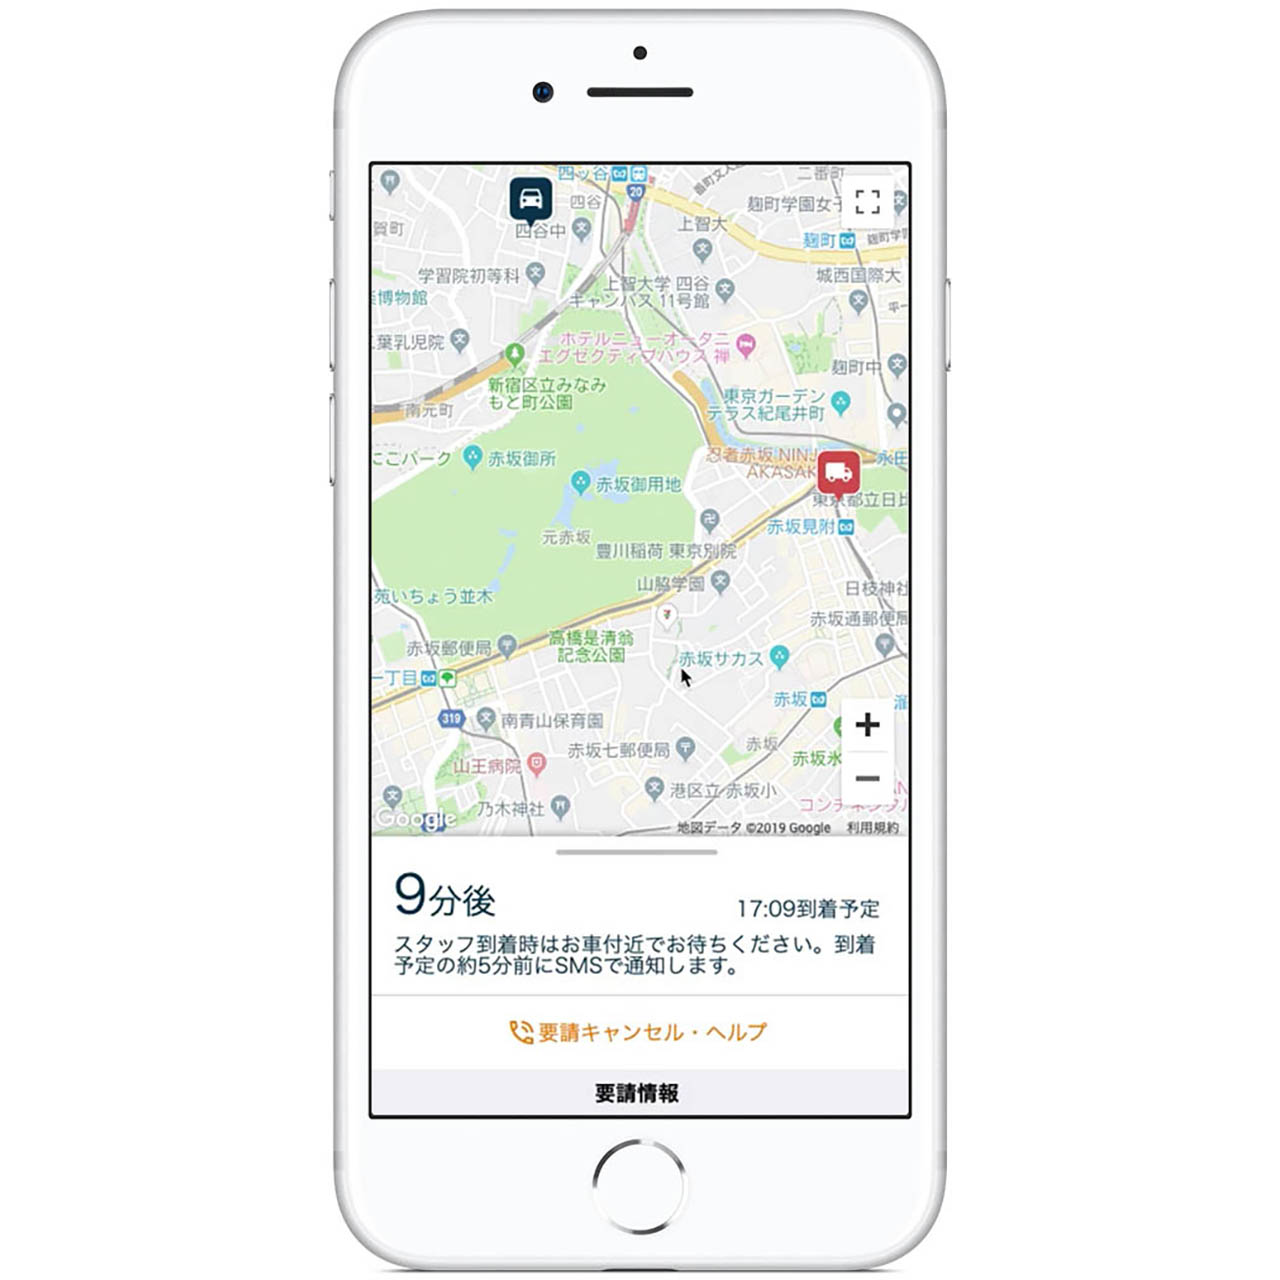 四ッ谷
二番町
20
四谷
麹町学園女子
賀町
四谷中
上智大
麹町
麹町学
学習院初等科
城西国際大
上智大学 四谷
キャンパス 11号館
博物館
葉乳児院
ホテルニューオータニ
エグゼクティブハウス 禅
麹町中
新宿区立みなみ
もと町公園
東京ガーデン
テラス紀尾井町
南元町
忍者赤坂 NINJ
AKASAK
永田
にこパーク
赤坂御所
赤坂御用地
東京都立日比
赤坂見附
元赤坂
豊川稲荷 東京別院
山脇学園
日枝神社
苑いちょう並木
赤坂通郵便局
高橋是清翁
記念公園
赤坂郵便局
赤坂サカス
一丁目
赤坂
溜
319
南青山保育園
+
赤坂七郵便局
赤坂
赤坂氷
山王病院
−
港区立 赤坂小
乃木神社
コンチネンタル
Google
地図データ ©2019 Google
利用規約
9分後
17:09到着予定
スタッフ到着時はお車付近でお待ちください。到着
予定の約5分前にSMSで通知します。
要請キャンセル・ヘルプ
要請情報